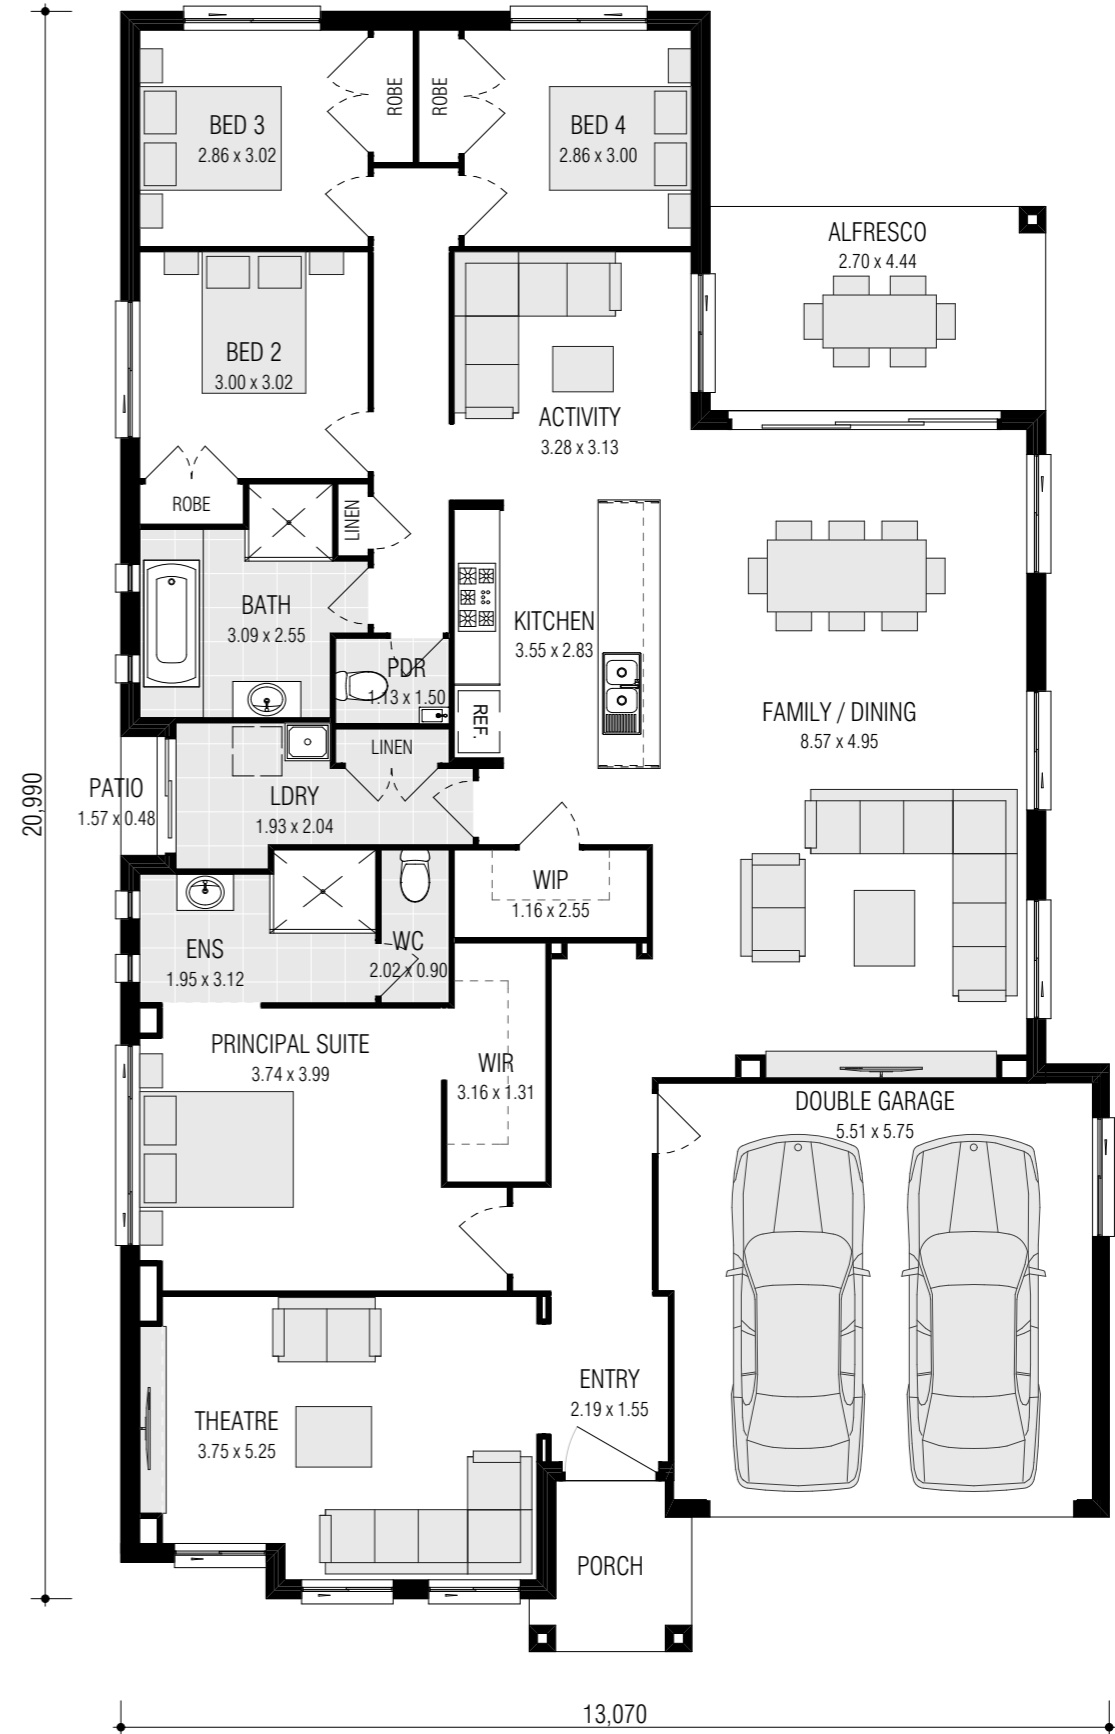 ROBE
ROBE
BED 3
2.86 x 3.02
BED 4
2.86 x 3.00
ALFRESCO
2.70 x 4.44
BED 2
3.00 x 3.02
ACTIVITY
3.28 x 3.13
ROBE
LINEN
BATH
3.09 x 2.55
KITCHEN
3.55 x 2.83
PDR
1.13 x 1.50
REF.
FAMILY / DINING
8.57 x 4.95
LINEN
PATIO
1.57 x 0.48
LDRY
1.93 x 2.04
20,990
WIP
1.16 x 2.55
ENS
1.95 x 3.12
WC
2.02 x 0.90
PRINCIPAL SUITE
3.74 x 3.99
WIR
3.16 x 1.31
DOUBLE GARAGE
5.51 x 5.75
ENTRY
2.19 x 1.55
THEATRE
3.75 x 5.25
PORCH
13,070